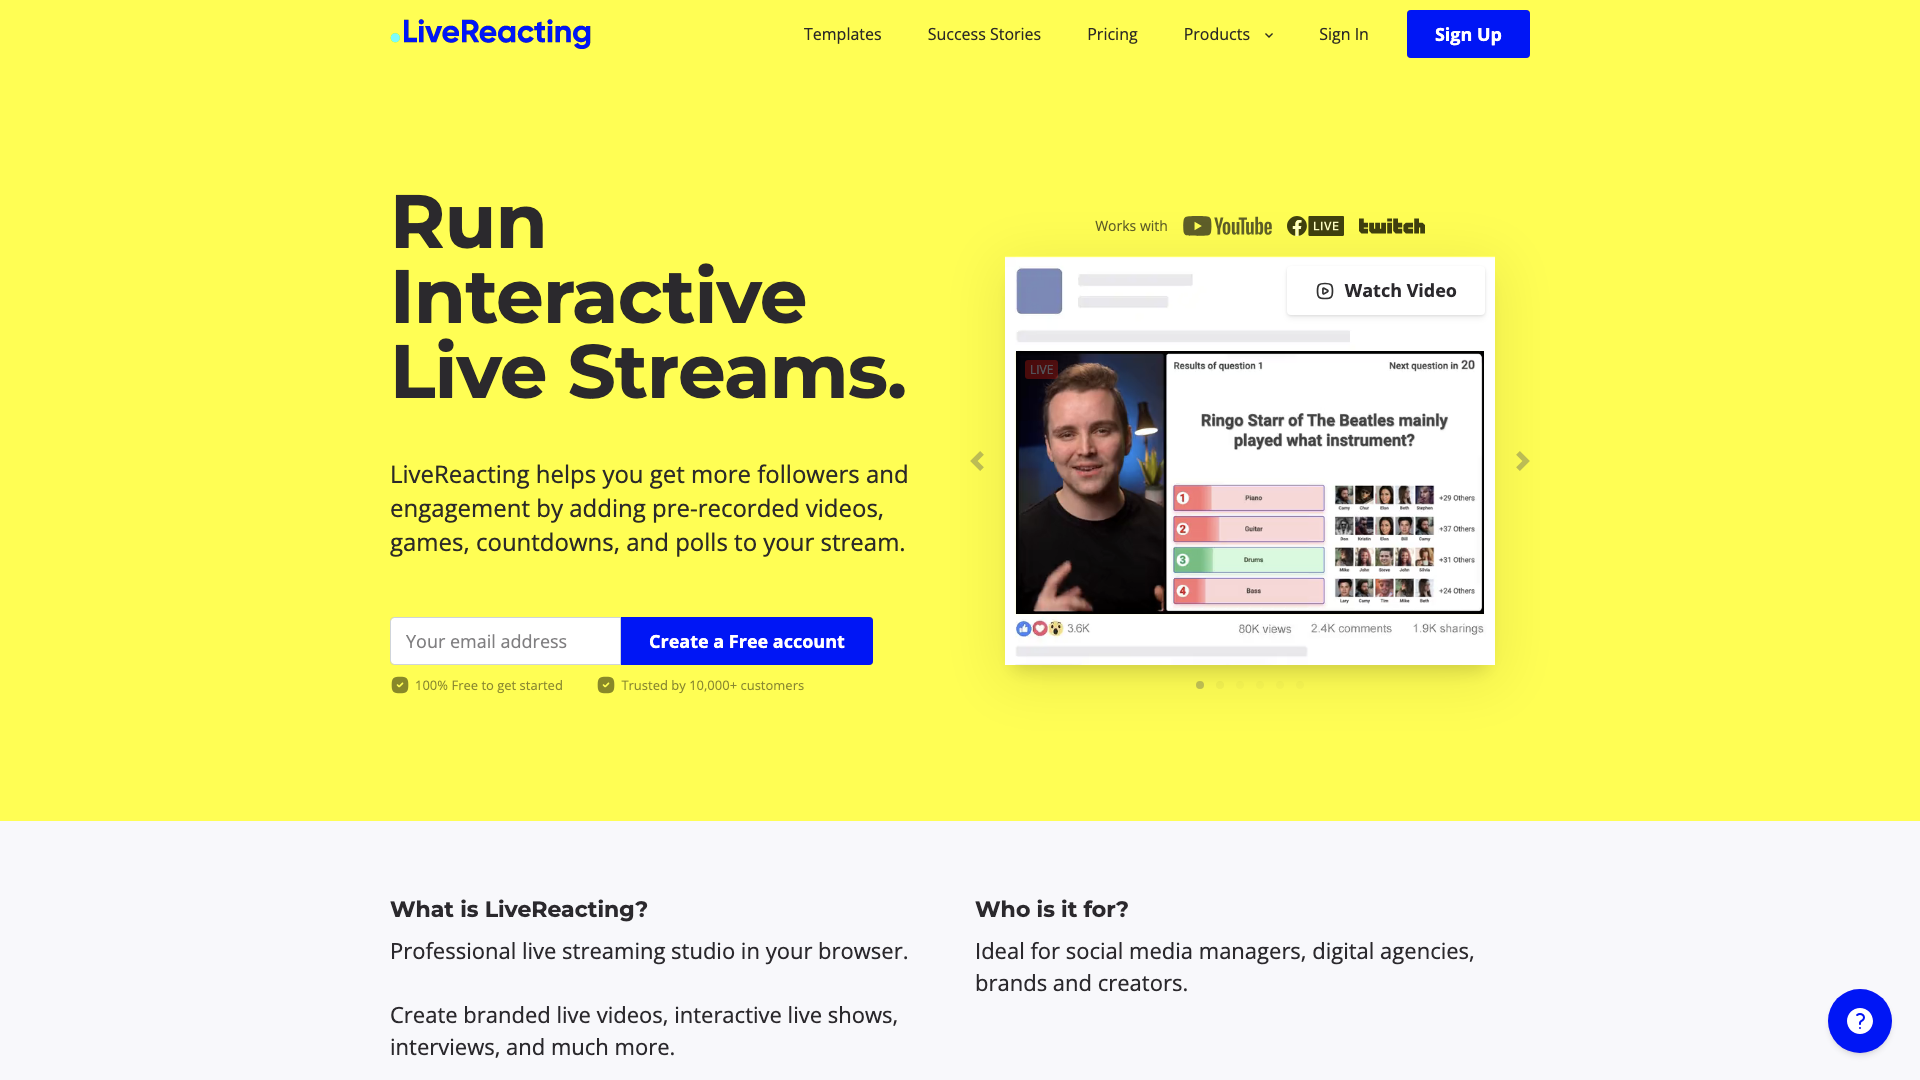 LiveReacting
Templates
Success Stories
Pricing
Products
Sign In
Sign Up
Run
Interactive
Live Streams.
LiveReacting helps you get more followers and
engagement by adding pre-recorded videos,
games, countdowns, and polls to your stream.
Your email address
Create a Free account
100% Free to get started
Trusted by 10,000+ customers
Works with
YouTube
LIVE
twitch
Watch Video
LIVE
Results of question 1
Next question in 20
Ringo Starr of The Beatles mainly
played what instrument?
1 Piano
+29 Others
2 Guitar
+37 Others
3 Drums
+31 Others
4 Bass
+24 Others
3.6K
80K views
2.4K comments
1.9K sharings
What is LiveReacting?
Professional live streaming studio in your browser.
Create branded live videos, interactive live shows,
interviews, and much more.
Who is it for?
Ideal for social media managers, digital agencies,
brands and creators.
?